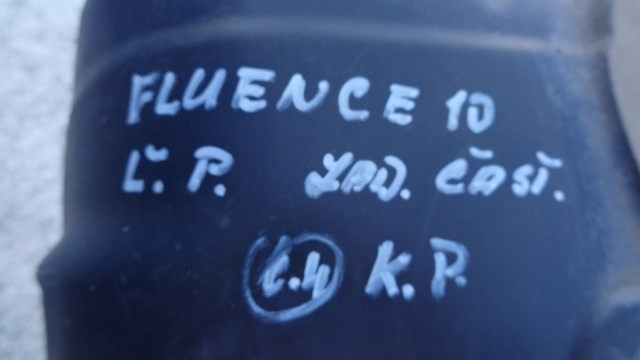 FLUENCE 10
Ľ. P. ZAD. ČASŤ.
K. P.